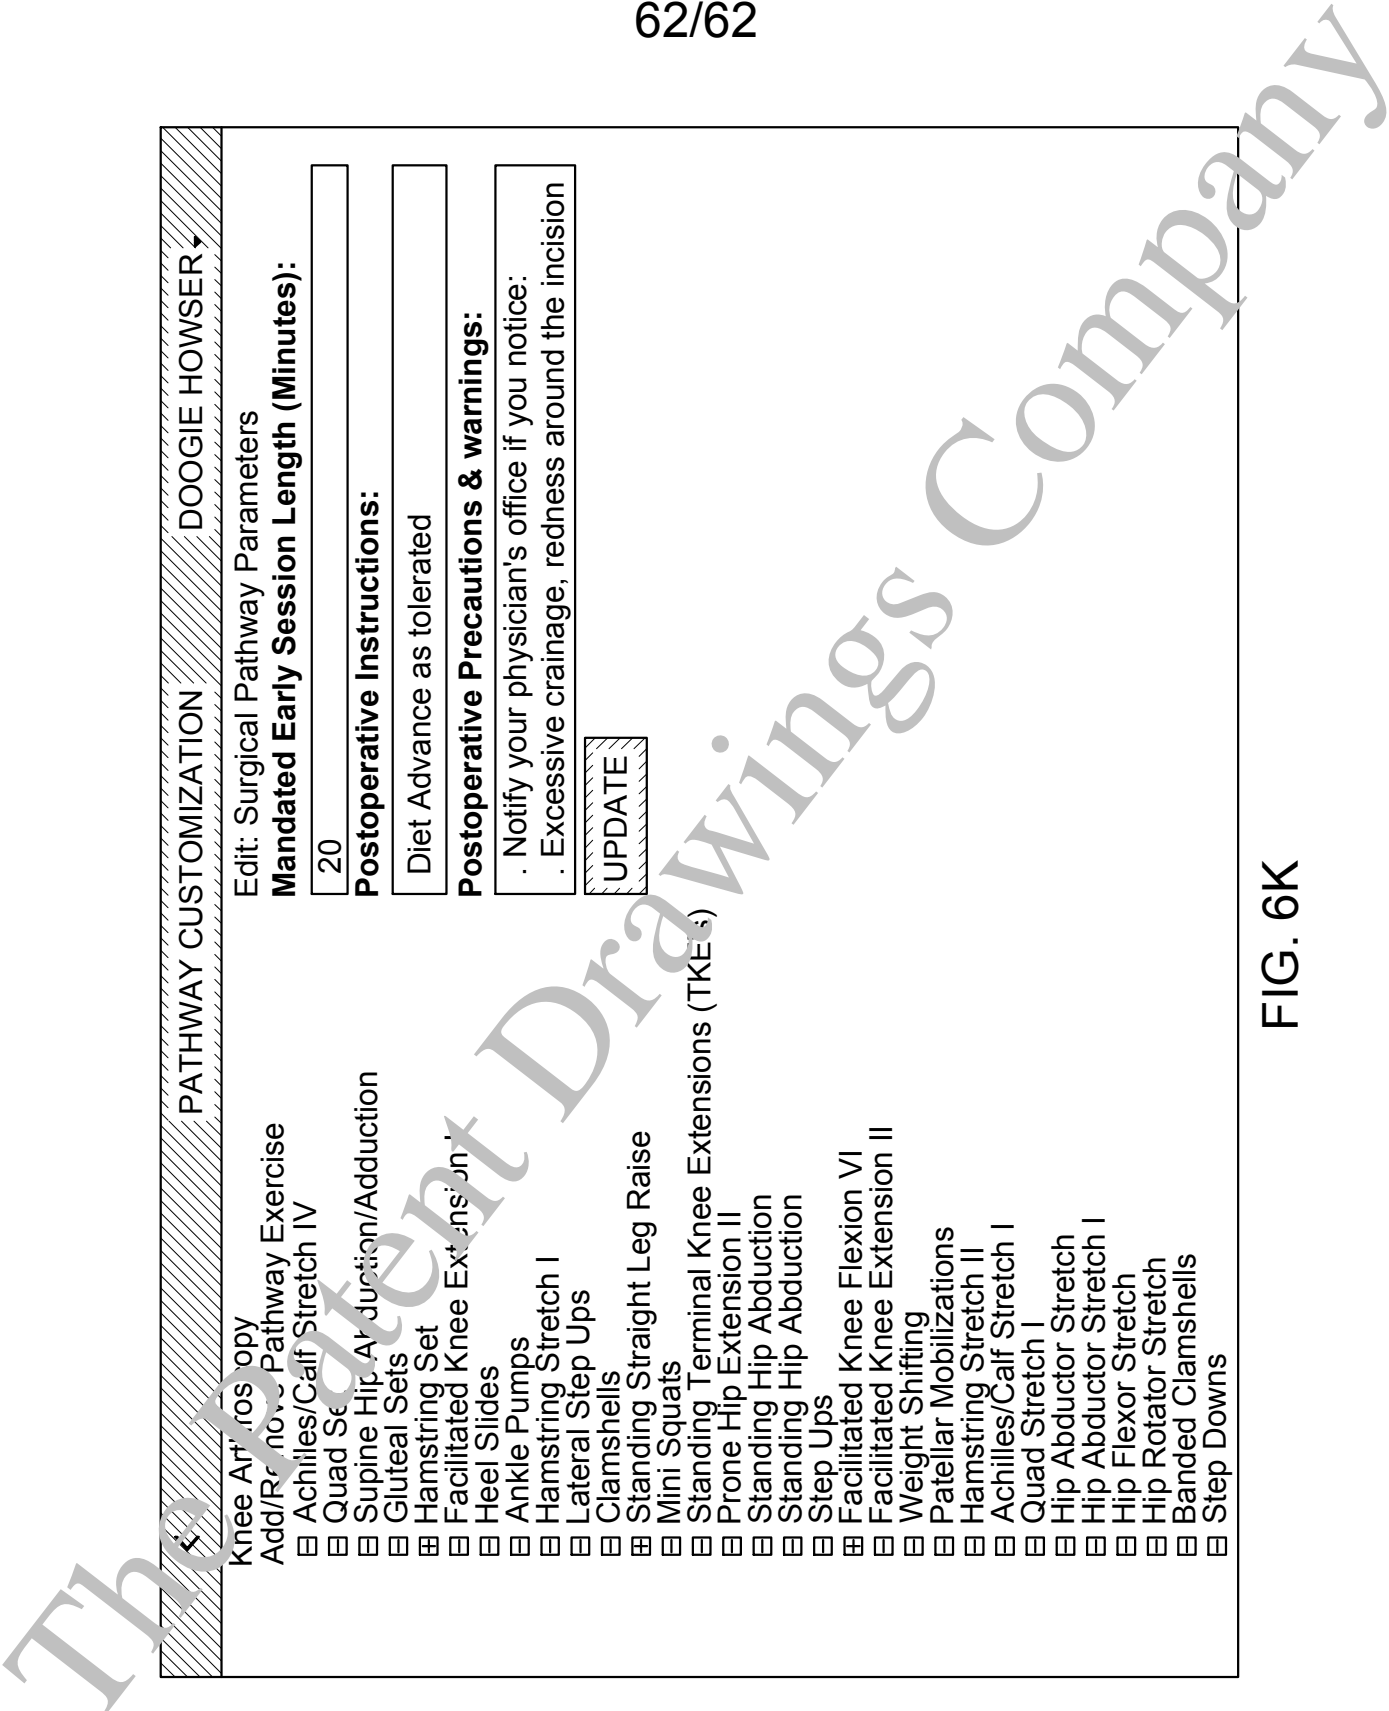 62/62
PATHWAY CUSTOMIZATION
DOOGIE HOWSER
Knee Arthroscopy
Add/Remove Pathway Exercise
⊟ Achilles/Calf Stretch IV
⊟ Quad Set
⊟ Supine Hip Abduction/Adduction
⊟ Gluteal Sets
⊞ Hamstring Set
⊟ Facilitated Knee Extension I
⊟ Heel Slides
⊟ Ankle Pumps
⊟ Hamstring Stretch I
⊟ Lateral Step Ups
⊟ Clamshells
⊞ Standing Straight Leg Raise
⊟ Mini Squats
⊟ Standing Terminal Knee Extensions (TKE's)
⊟ Prone Hip Extension II
⊟ Standing Hip Abduction
⊟ Standing Hip Abduction
⊟ Step Ups
⊞ Facilitated Knee Flexion VI
⊟ Facilitated Knee Extension II
⊟ Weight Shifting
⊟ Patellar Mobilizations
⊟ Hamstring Stretch II
⊟ Achilles/Calf Stretch I
⊟ Quad Stretch I
⊟ Hip Abductor Stretch
⊟ Hip Abductor Stretch I
⊟ Hip Flexor Stretch
⊟ Hip Rotator Stretch
⊟ Banded Clamshells
⊟ Step Downs
Edit: Surgical Pathway Parameters
Mandated Early Session Length (Minutes):
20
Postoperative Instructions:
Diet Advance as tolerated
Postoperative Precautions & warnings:
. Notify your physician's office if you notice:
. Excessive crainage, redness around the incision
UPDATE
FIG. 6K
The Patent Drawings Company